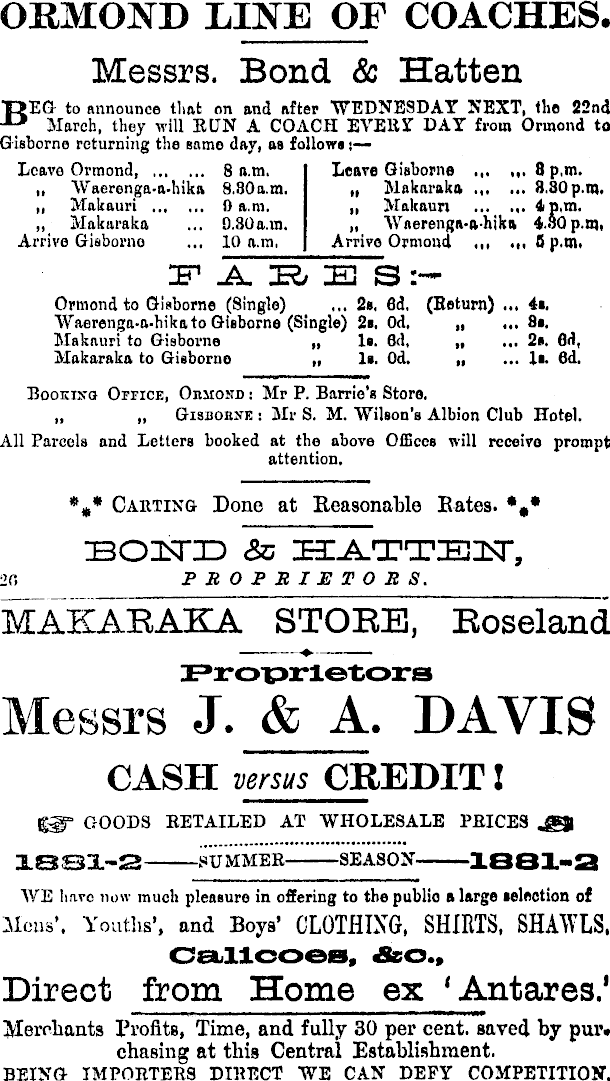 ORMOND LINE OF COACHES.
Messrs. Bond & Hatten
BEG to announce that on and after WEDNESDAY NEXT, the 22nd
March, they will RUN A COACH EVERY DAY from Ormond to
Gisborne returning the same day, as follows :—
Leave Ormond, ... ... 8 a.m.
„ Waerenga-a-hika 8.30 a.m.
„ Makauri ... ... 9 a.m.
„ Makaraka ... 9.30 a.m.
Arrive Gisborne ... 10 a.m.
Leave Gisborne ... ... 3 p.m.
„ Makaraka ... ... 3.30 p.m.
„ Makauri ... ... 4 p.m.
„ Waerenga-a-hika 4.30 p.m.
Arrive Ormond ... ... 5 p.m.
FARES :—
Ormond to Gisborne (Single) ... 2s. 6d. (Return) ... 4s.
Waerenga-a-hika to Gisborne (Single) 2s. 0d. „ ... 3s.
Makauri to Gisborne „ 1s. 6d. „ ... 2s. 6d.
Makaraka to Gisborne „ 1s. 0d. „ ... 1s. 6d.
BOOKING OFFICE, ORMOND : Mr P. Barrie's Store.
„ „ GISBORNE : Mr S. M. Wilson's Albion Club Hotel.
All Parcels and Letters booked at the above Offices will receive prompt
attention.
*** CARTING Done at Reasonable Rates. ***
BOND & HATTEN,
26 PROPRIETORS.
MAKARAKA STORE, Roseland
Proprietors
Messrs J. & A. DAVIS
CASH versus CREDIT !
GOODS RETAILED AT WHOLESALE PRICES
1881-2——SUMMER——SEASON——1881-2
WE have now much pleasure in offering to the public a large selection of
Mens', Youths', and Boys' CLOTHING, SHIRTS, SHAWLS,
Calicoes, &c.,
Direct from Home ex 'Antares.'
Merchants Profits, Time, and fully 30 per cent. saved by pur-
chasing at this Central Establishment.
BEING IMPORTERS DIRECT WE CAN DEFY COMPETITION.